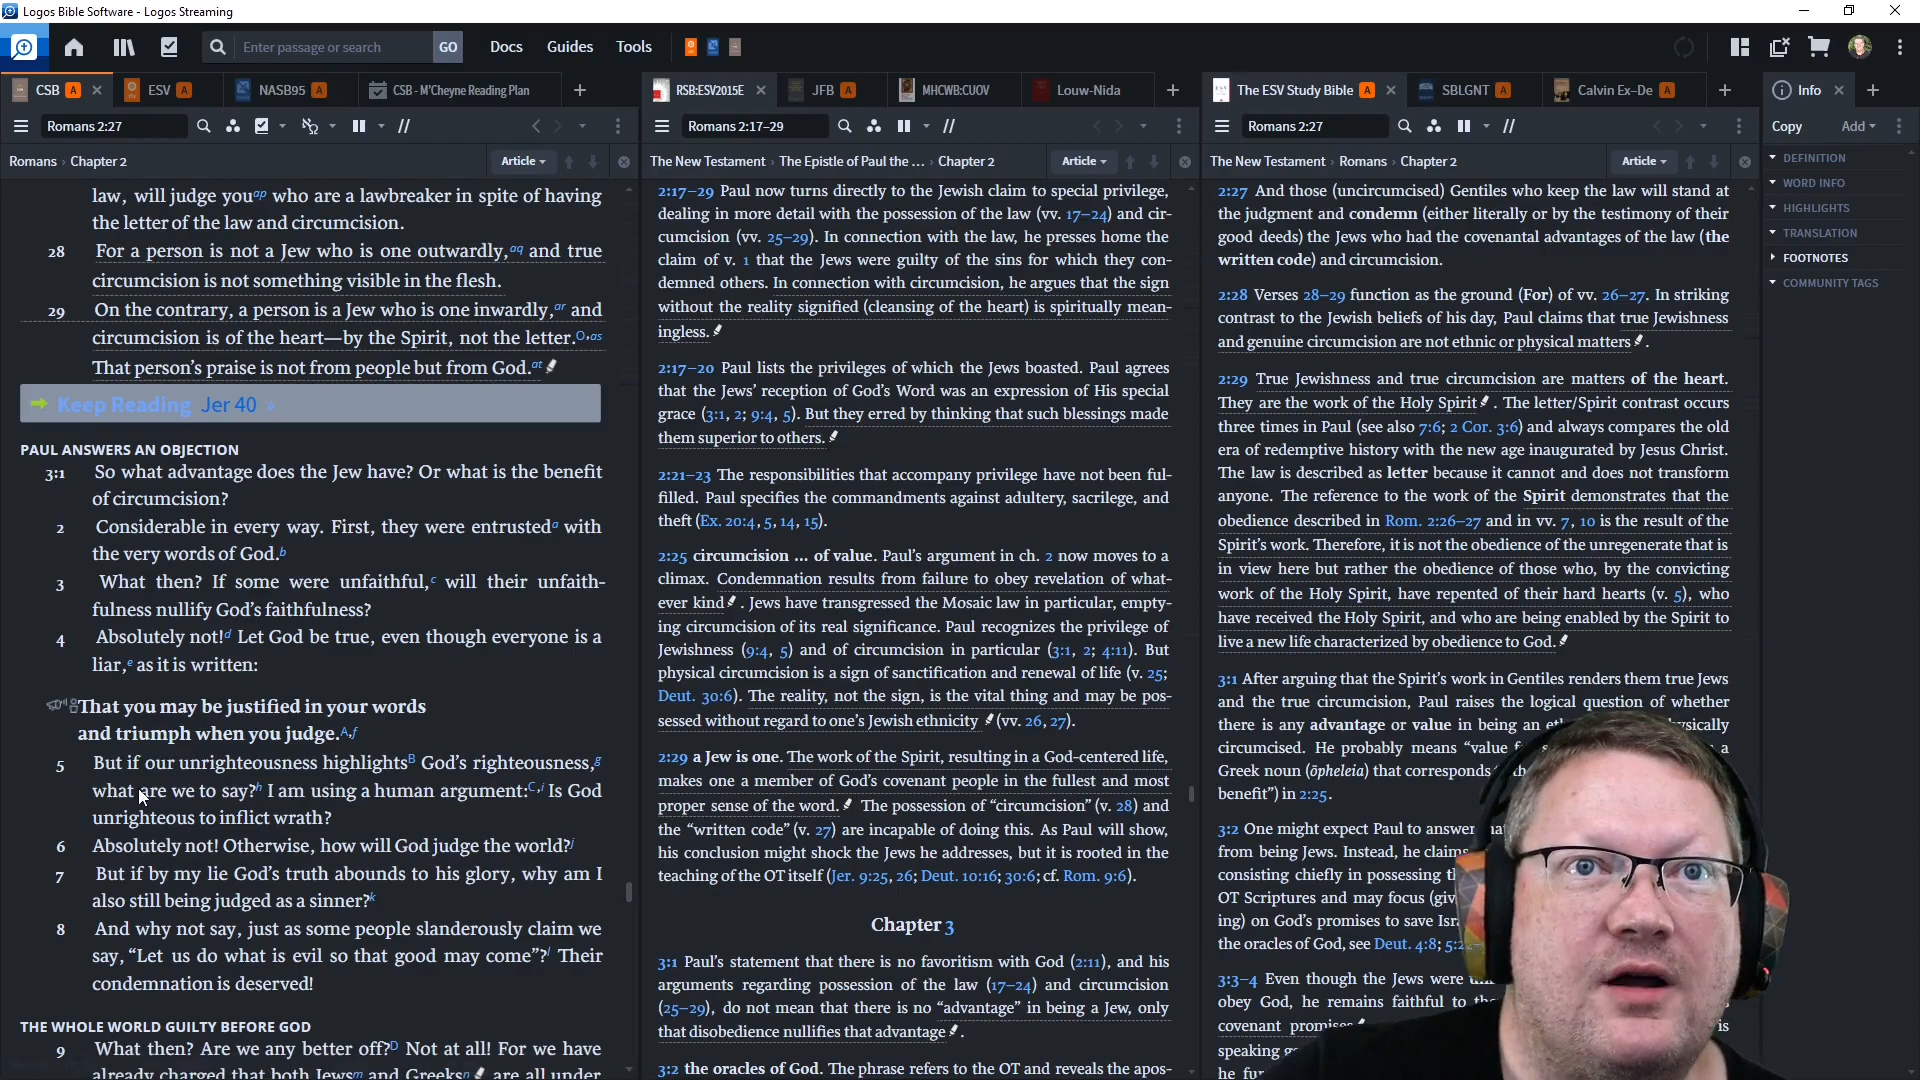 Logos Bible Software - Logos Streaming
Enter passage or search GO Docs Guides Tools
CSB A ESV A NASB95 A CSB - M'Cheyne Reading Plan
Romans 2:27
Romans › Chapter 2 Article
law, will judge you^ap who are a lawbreaker in spite of having
the letter of the law and circumcision.
28 For a person is not a Jew who is one outwardly,^aq and true
circumcision is not something visible in the flesh.
29 On the contrary, a person is a Jew who is one inwardly,^ar and
circumcision is of the heart—by the Spirit, not the letter.^O,as
That person's praise is not from people but from God.^at
Keep Reading Jer 40 »
PAUL ANSWERS AN OBJECTION
3:1 So what advantage does the Jew have? Or what is the benefit
of circumcision?
2 Considerable in every way. First, they were entrusted^a with
the very words of God.^b
3 What then? If some were unfaithful,^c will their unfaith-
fulness nullify God's faithfulness?
4 Absolutely not!^d Let God be true, even though everyone is a
liar,^e as it is written:
That you may be justified in your words
and triumph when you judge.^A,f
5 But if our unrighteousness highlights^B God's righteousness,^g
what are we to say?^h I am using a human argument:^C,i Is God
unrighteous to inflict wrath?
6 Absolutely not! Otherwise, how will God judge the world?^j
7 But if by my lie God's truth abounds to his glory, why am I
also still being judged as a sinner?^k
8 And why not say, just as some people slanderously claim we
say, "Let us do what is evil so that good may come"?^l Their
condemnation is deserved!
THE WHOLE WORLD GUILTY BEFORE GOD
9 What then? Are we any better off?^D Not at all! For we have
already charged that both Jews^m and Greeks^n are all under
RSB:ESV2015E JFB A MHCWB:CUOV Louw-Nida
Romans 2:17–29
The New Testament › The Epistle of Paul the ... › Chapter 2 Article
2:17–29 Paul now turns directly to the Jewish claim to special privilege,
dealing in more detail with the possession of the law (vv. 17–24) and cir-
cumcision (vv. 25–29). In connection with the law, he presses home the
claim of v. 1 that the Jews were guilty of the sins for which they con-
demned others. In connection with circumcision, he argues that the sign
without the reality signified (cleansing of the heart) is spiritually mean-
ingless.
2:17–20 Paul lists the privileges of which the Jews boasted. Paul agrees
that the Jews' reception of God's Word was an expression of His special
grace (3:1, 2; 9:4, 5). But they erred by thinking that such blessings made
them superior to others.
2:21–23 The responsibilities that accompany privilege have not been ful-
filled. Paul specifies the commandments against adultery, sacrilege, and
theft (Ex. 20:4, 5, 14, 15).
2:25 circumcision ... of value. Paul's argument in ch. 2 now moves to a
climax. Condemnation results from failure to obey revelation of what-
ever kind. Jews have transgressed the Mosaic law in particular, empty-
ing circumcision of its real significance. Paul recognizes the privilege of
Jewishness (9:4, 5) and of circumcision in particular (3:1, 2; 4:11). But
physical circumcision is a sign of sanctification and renewal of life (v. 25;
Deut. 30:6). The reality, not the sign, is the vital thing and may be pos-
sessed without regard to one's Jewish ethnicity (vv. 26, 27).
2:29 a Jew is one. The work of the Spirit, resulting in a God-centered life,
makes one a member of God's covenant people in the fullest and most
proper sense of the word. The possession of "circumcision" (v. 28) and
the "written code" (v. 27) are incapable of doing this. As Paul will show,
his conclusion might shock the Jews he addresses, but it is rooted in the
teaching of the OT itself (Jer. 9:25, 26; Deut. 10:16; 30:6; cf. Rom. 9:6).
Chapter 3
3:1 Paul's statement that there is no favoritism with God (2:11), and his
arguments regarding possession of the law (17–24) and circumcision
(25–29), do not mean that there is no "advantage" in being a Jew, only
that disobedience nullifies that advantage.
3:2 the oracles of God. The phrase refers to the OT and reveals the apos-
The ESV Study Bible A SBLGNT A Calvin Ex-De A
Romans 2:27
The New Testament › Romans › Chapter 2 Article
2:27 And those (uncircumcised) Gentiles who keep the law will stand at
the judgment and condemn (either literally or by the testimony of their
good deeds) the Jews who had the covenantal advantages of the law (the
written code) and circumcision.
2:28 Verses 28–29 function as the ground (For) of vv. 26–27. In striking
contrast to the Jewish beliefs of his day, Paul claims that true Jewishness
and genuine circumcision are not ethnic or physical matters.
2:29 True Jewishness and true circumcision are matters of the heart.
They are the work of the Holy Spirit. The letter/Spirit contrast occurs
three times in Paul (see also 7:6; 2 Cor. 3:6) and always compares the old
era of redemptive history with the new age inaugurated by Jesus Christ.
The law is described as letter because it cannot and does not transform
anyone. The reference to the work of the Spirit demonstrates that the
obedience described in Rom. 2:26–27 and in vv. 7, 10 is the result of the
Spirit's work. Therefore, it is not the obedience of the unregenerate that is
in view here but rather the obedience of those who, by the convicting
work of the Holy Spirit, have repented of their hard hearts (v. 5), who
have received the Holy Spirit, and who are being enabled by the Spirit to
live a new life characterized by obedience to God.
3:1 After arguing that the Spirit's work in Gentiles renders them true Jews
and the true circumcision, Paul raises the logical question of whether
there is any advantage or value in being an
circumcised. He probably means "value a
Greek noun (ōpheleia) that corresponds
benefit") in 2:25.
3:2 One might expect Paul to answer
from being Jews. Instead, he claims
consisting chiefly in possessing
OT Scriptures and may focus
ing) on God's promises to save
the oracles of God, see Deut. 4:8;
3:3–4 Even though the Jews were
obey God, he remains faithful to
covenant promises is
speaking
he
Info
Copy Add
DEFINITION
WORD INFO
HIGHLIGHTS
TRANSLATION
FOOTNOTES
COMMUNITY TAGS